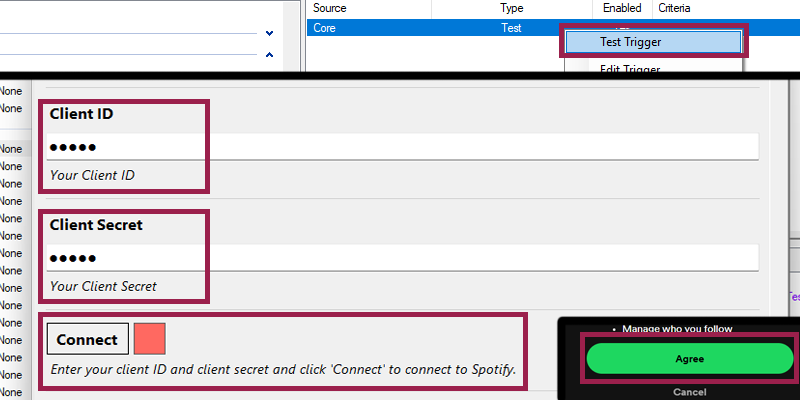 Source Type Enabled Criteria
Core Test
Test Trigger
Edit Trigger
None
None
Client ID
●●●●●
None
Your Client ID
None
None
None
Client Secret
None
None
●●●●●
None
None
Your Client Secret
None
None
None
Connect
None
Enter your client ID and client secret and click 'Connect' to connect to Spotify.
None
None
None
• Manage who you follow
Agree
Cancel